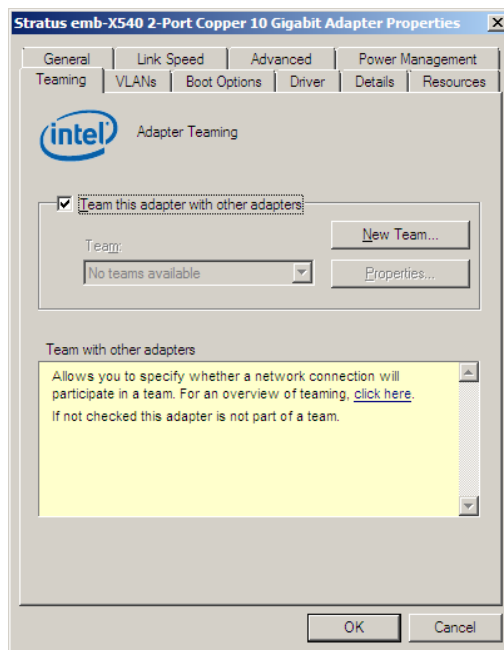 Stratus emb-X540 2-Port Copper 10 Gigabit Adapter Properties
General Link Speed Advanced Power Management
Teaming VLANs Boot Options Driver Details Resources
intel Adapter Teaming
Team this adapter with other adapters
New Team...
Team:
No teams available Properties...
Team with other adapters
Allows you to specify whether a network connection will
participate in a team. For an overview of teaming, click here.
If not checked this adapter is not part of a team.
OK Cancel